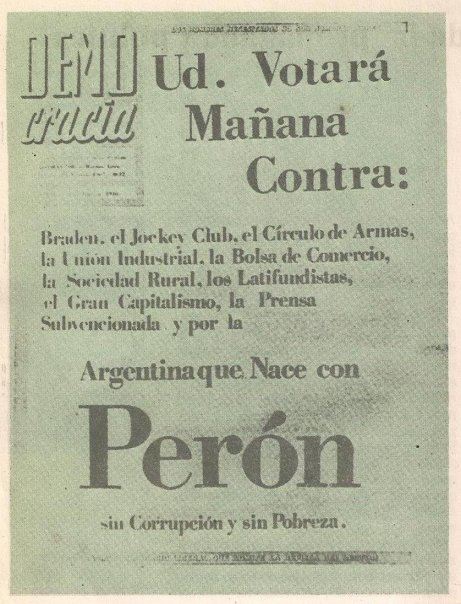 DEMO
cracia
Ud. Votará
Mañana
Contra:
Braden, el Jockey Club, el Círculo de Armas,
la Unión Industrial, la Bolsa de Comercio,
la Sociedad Rural, los Latifundistas,
el Gran Capitalismo, la Prensa
Subvencionada y por la
Argentina que Nace con
Perón
sin Corrupción y sin Pobreza.